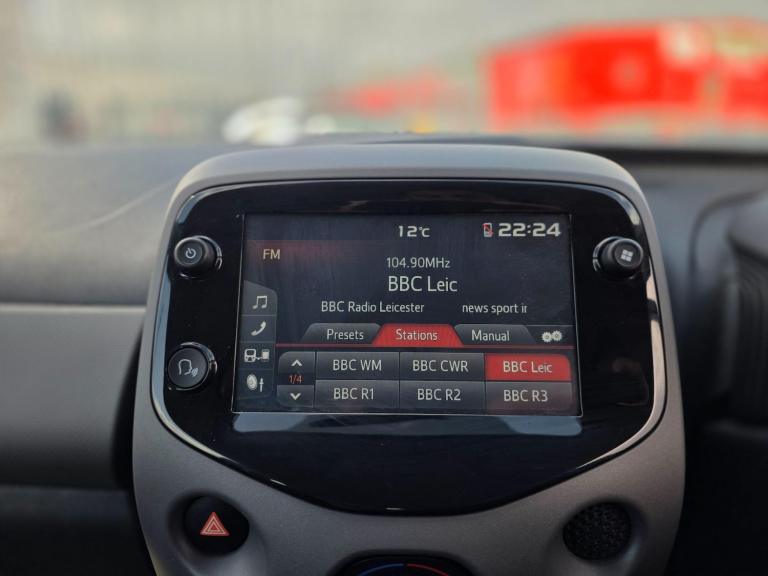 12°C 22:24
FM
104.90MHz
BBC Leic
BBC Radio Leicester news sport ir
Presets Stations Manual
BBC WM BBC CWR BBC Leic
1/4
BBC R1 BBC R2 BBC R3